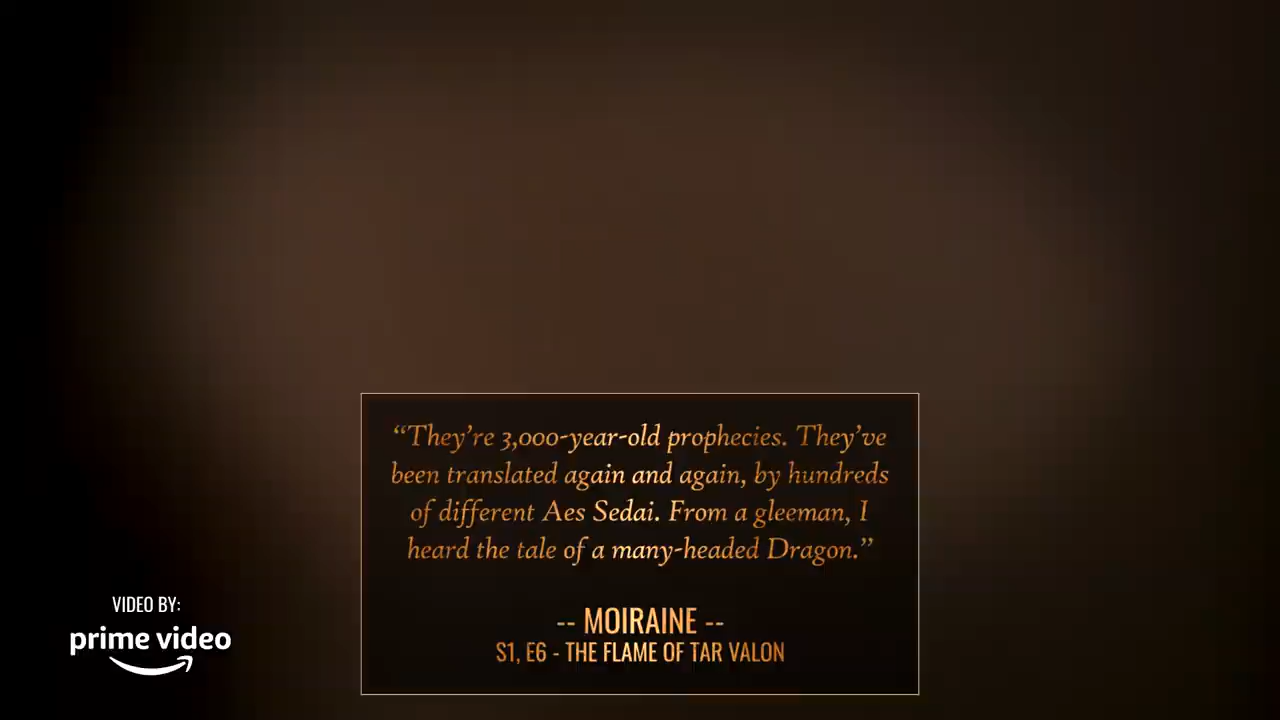 “They’re 3,000-year-old prophecies. They’ve
been translated again and again, by hundreds
of different Aes Sedai. From a gleeman, I
heard the tale of a many-headed Dragon.”
-- MOIRAINE --
S1, E6 - THE FLAME OF TAR VALON
VIDEO BY:
prime video